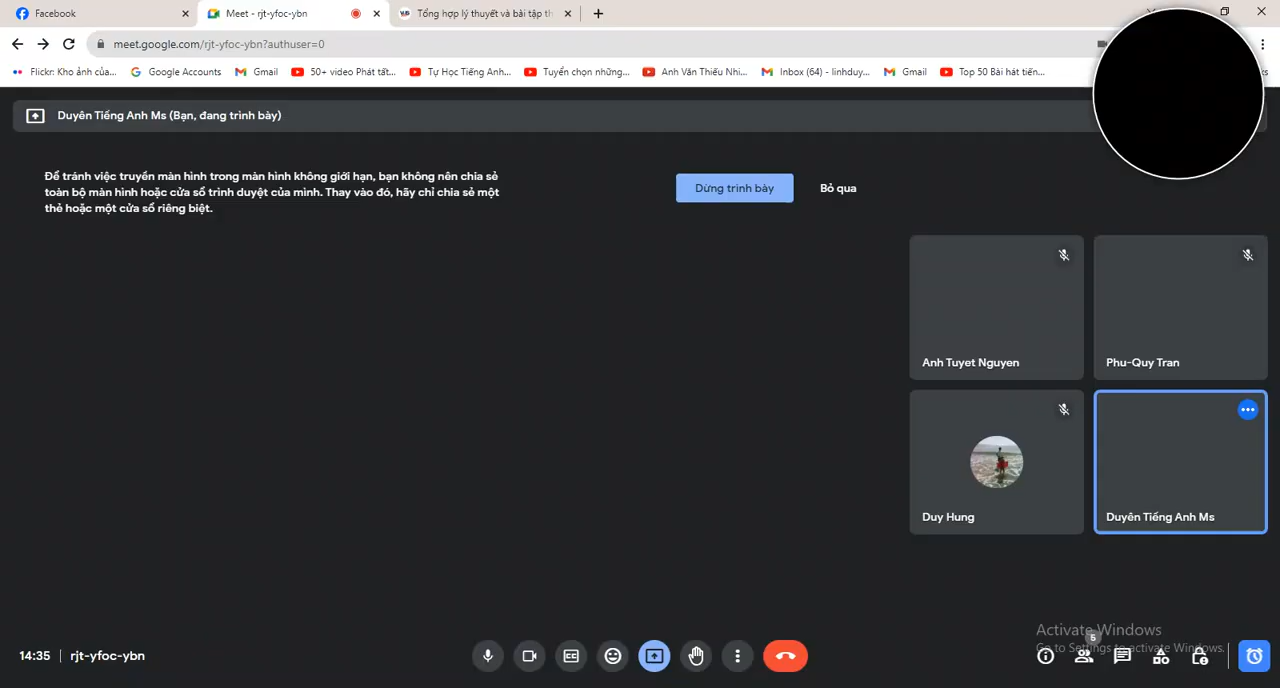 Facebook
Meet - rjt-yfoc-ybn
Tổng hợp lý thuyết và bài tập th
meet.google.com/rjt-yfoc-ybn?authuser=0
Flickr: Kho ảnh của...
Google Accounts
Gmail
50+ video Phát tất...
Tự Học Tiếng Anh...
Tuyển chọn những...
Anh Văn Thiếu Nhi...
Inbox (64) - linhduy...
Gmail
Top 50 Bài hát tiến...
Duyên Tiếng Anh Ms (Bạn, đang trình bày)
Để tránh việc truyền màn hình trong màn hình không giới hạn, bạn không nên chia sẻ
toàn bộ màn hình hoặc cửa sổ trình duyệt của mình. Thay vào đó, hãy chỉ chia sẻ một
thẻ hoặc một cửa sổ riêng biệt.
Dừng trình bày
Bỏ qua
Anh Tuyet Nguyen
Phu-Quy Tran
Duy Hung
Duyên Tiếng Anh Ms
Activate Windows
Go to Settings to activate Windows.
14:35
rjt-yfoc-ybn
5